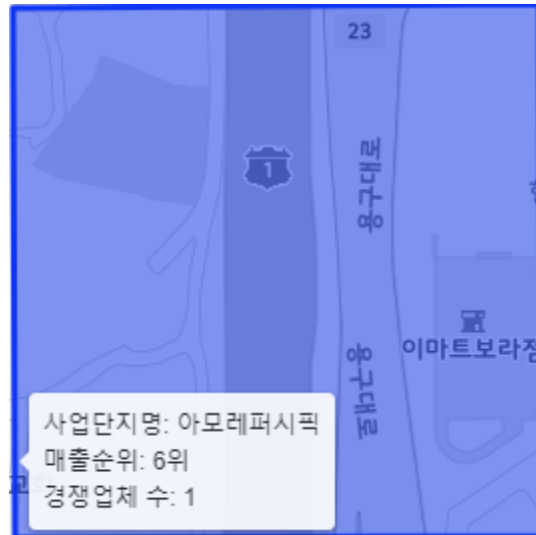 23
1
용구대로
이마트보라점
용구대로
사업단지명: 아모레퍼시픽
매출순위: 6위
경쟁업체 수: 1